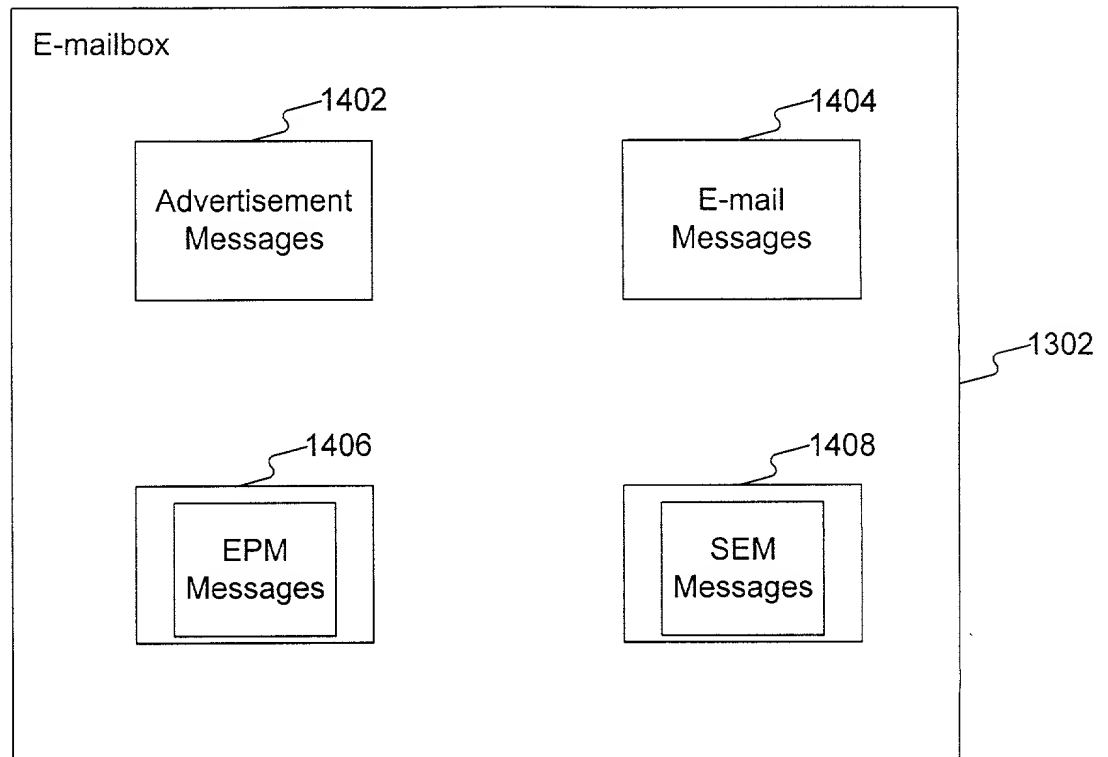 E-mailbox
1402
1404
Advertisement
Messages
E-mail
Messages
1302
1406
1408
EPM
Messages
SEM
Messages